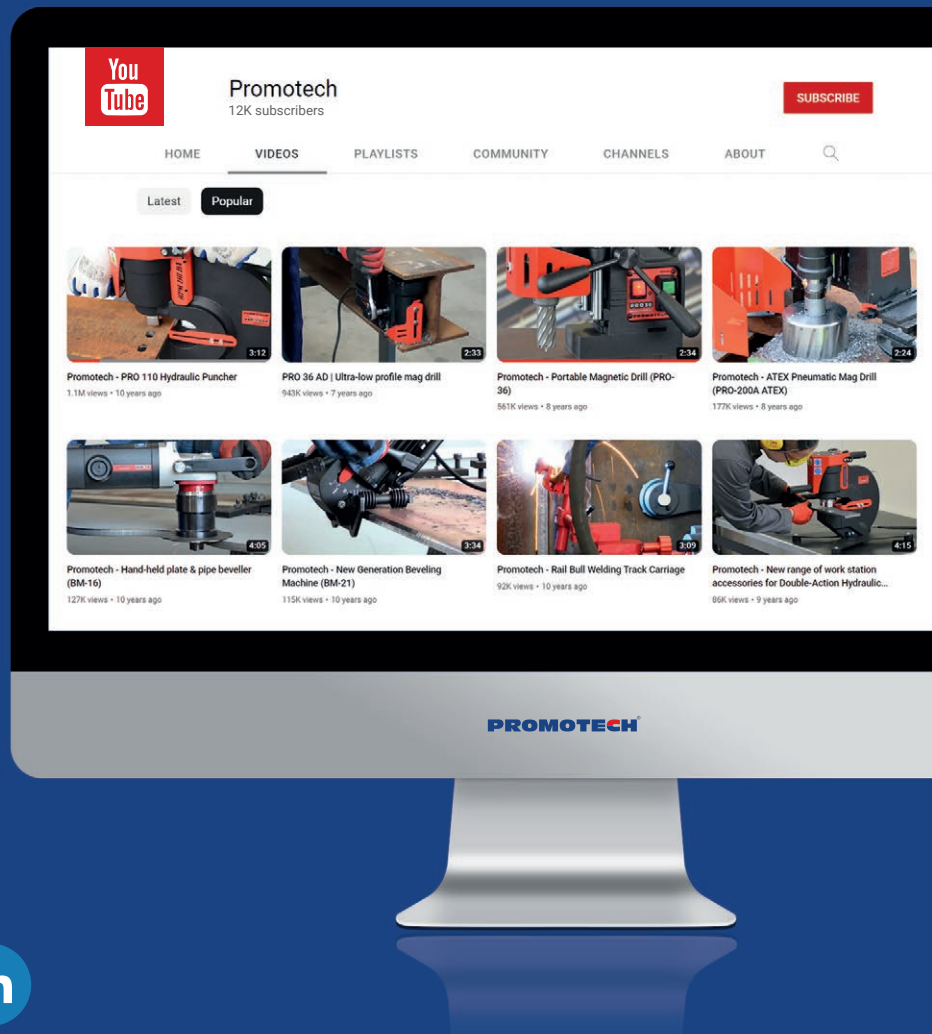 You
Tube
Promotech
12K subscribers
SUBSCRIBE
HOME VIDEOS PLAYLISTS COMMUNITY CHANNELS ABOUT
Latest Popular
3:12 2:33 2:34 2:24
Promotech - PRO 110 Hydraulic Puncher
1.1M views • 10 years ago
PRO 36 AD | Ultra-low profile mag drill
943K views • 7 years ago
Promotech - Portable Magnetic Drill (PRO-
36)
561K views • 8 years ago
Promotech - ATEX Pneumatic Mag Drill
(PRO-200A ATEX)
177K views • 8 years ago
4:05 3:34 3:09 4:15
Promotech - Hand-held plate & pipe beveller
(BM-16)
127K views • 10 years ago
Promotech - New Generation Beveling
Machine (BM-21)
115K views • 10 years ago
Promotech - Rail Bull Welding Track Carriage
92K views • 10 years ago
Promotech - New range of work station
accessories for Double-Action Hydraulic...
86K views • 9 years ago
PROMOTECH®